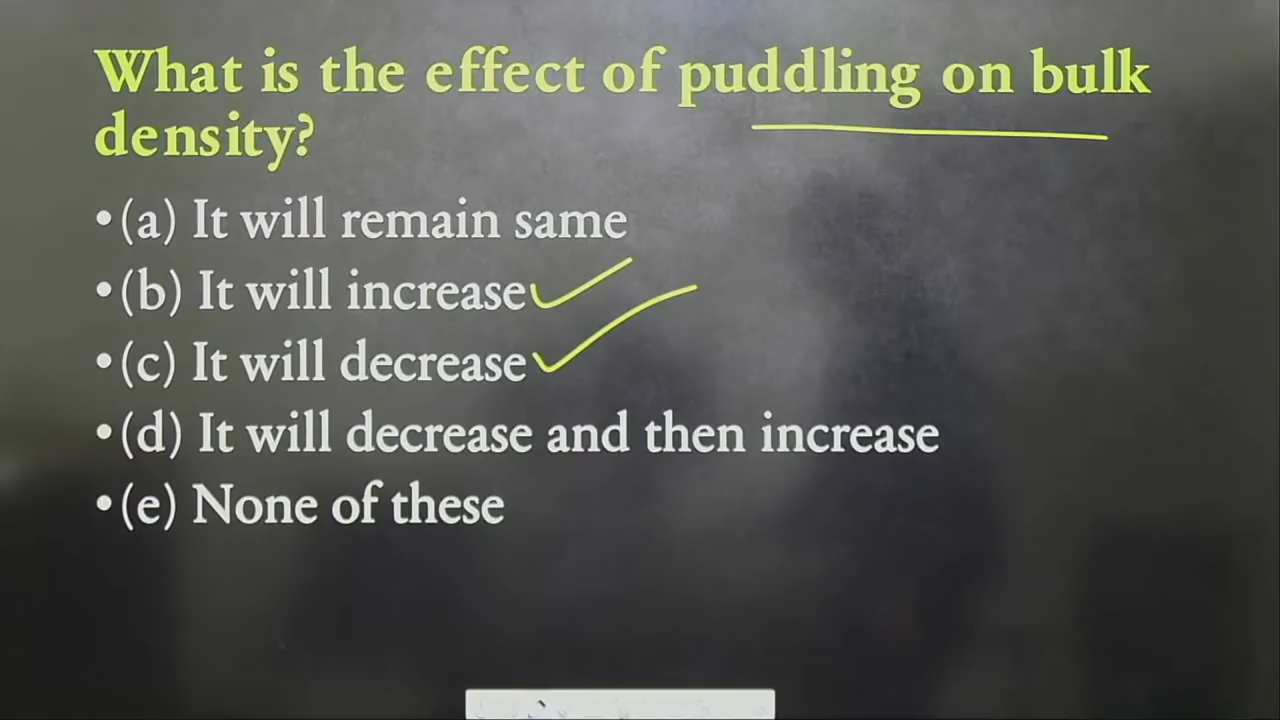 What is the effect of puddling on bulk
density?
•(a) It will remain same
•(b) It will increase
•(c) It will decrease
•(d) It will decrease and then increase
•(e) None of these